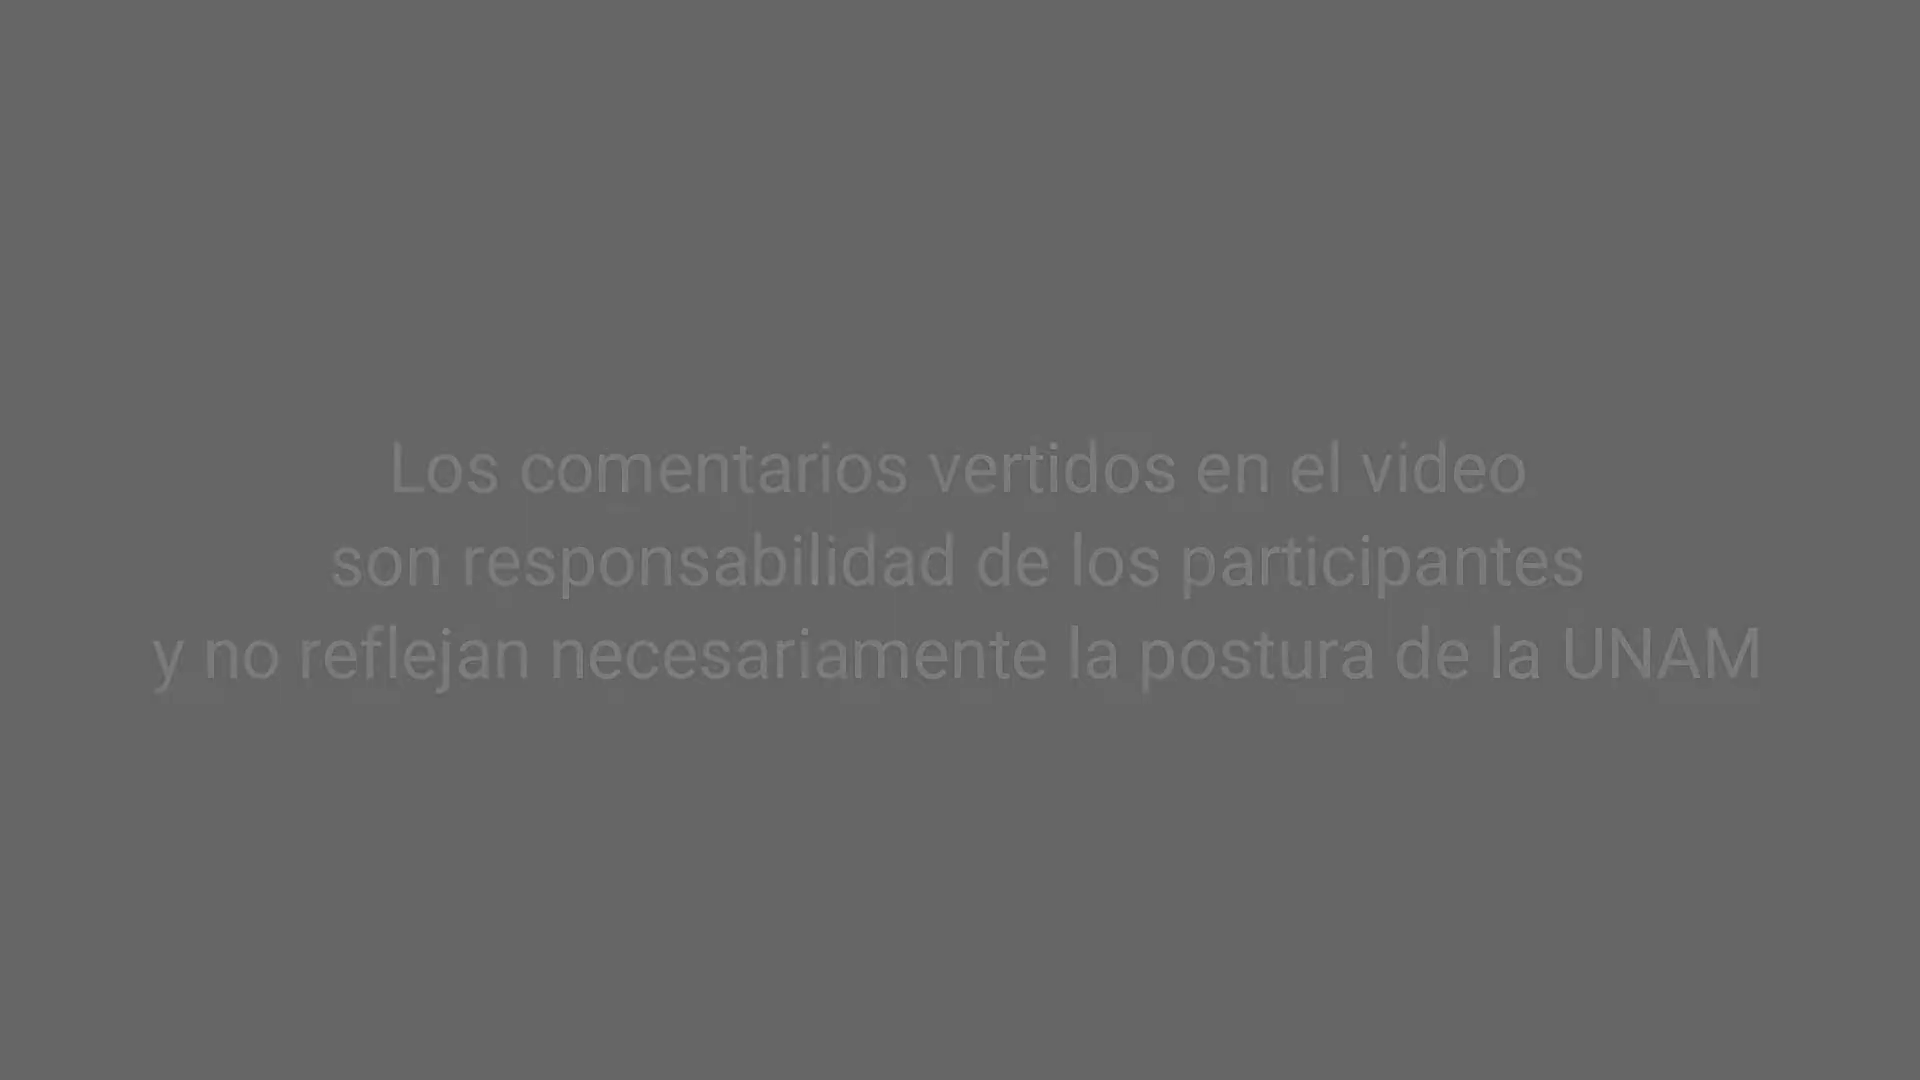 Los comentarios vertidos en el video
son responsabilidad de los participantes
y no reflejan necesariamente la postura de la UNAM